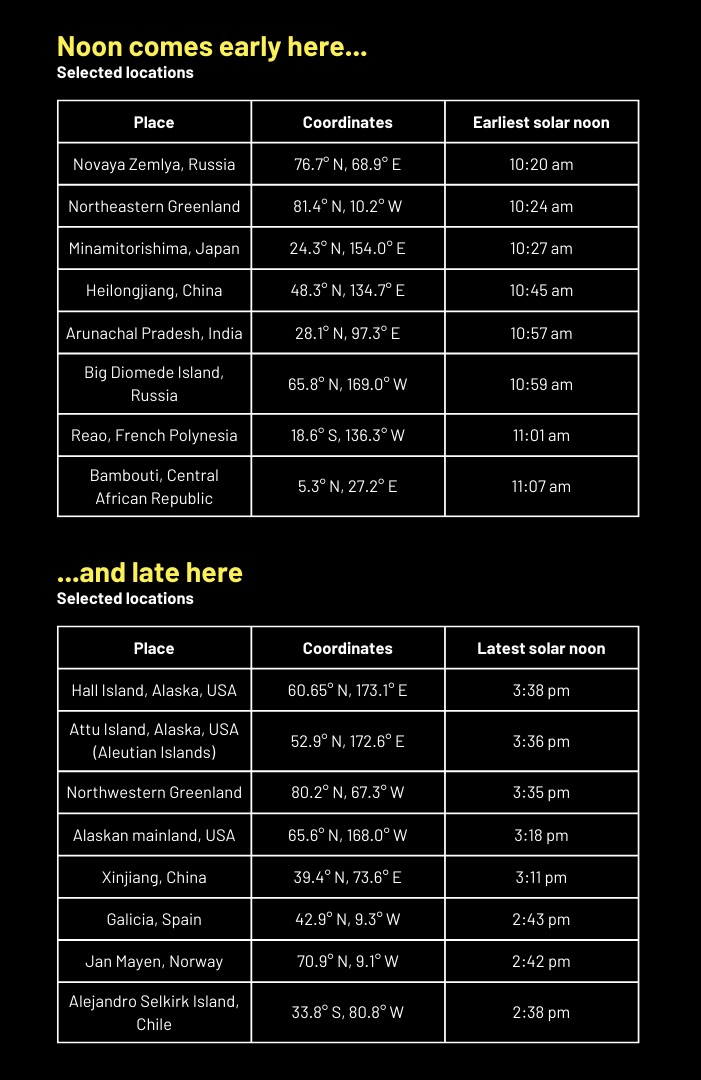 Noon comes early here...
Selected locations
Place Coordinates Earliest solar noon
Novaya Zemlya, Russia 76.7° N, 68.9° E 10:20 am
Northeastern Greenland 81.4° N, 10.2° W 10:24 am
Minamitorishima, Japan 24.3° N, 154.0° E 10:27 am
Heilongjiang, China 48.3° N, 134.7° E 10:45 am
Arunachal Pradesh, India 28.1° N, 97.3° E 10:57 am
Big Diomede Island,
Russia 65.8° N, 169.0° W 10:59 am
Reao, French Polynesia 18.6° S, 136.3° W 11:01 am
Bambouti, Central
African Republic 5.3° N, 27.2° E 11:07 am
...and late here
Selected locations
Place Coordinates Latest solar noon
Hall Island, Alaska, USA 60.65° N, 173.1° E 3:38 pm
Attu Island, Alaska, USA
(Aleutian Islands) 52.9° N, 172.6° E 3:36 pm
Northwestern Greenland 80.2° N, 67.3° W 3:35 pm
Alaskan mainland, USA 65.6° N, 168.0° W 3:18 pm
Xinjiang, China 39.4° N, 73.6° E 3:11 pm
Galicia, Spain 42.9° N, 9.3° W 2:43 pm
Jan Mayen, Norway 70.9° N, 9.1° W 2:42 pm
Alejandro Selkirk Island,
Chile 33.8° S, 80.8° W 2:38 pm